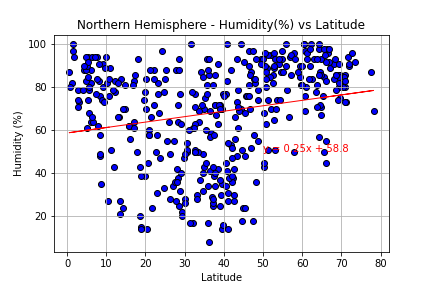 Northern Hemisphere - Humidity(%) vs Latitude
Humidity (%)
100
80
60
40
20
y = 0.25x + 58.8
0 10 20 30 40 50 60 70 80
Latitude